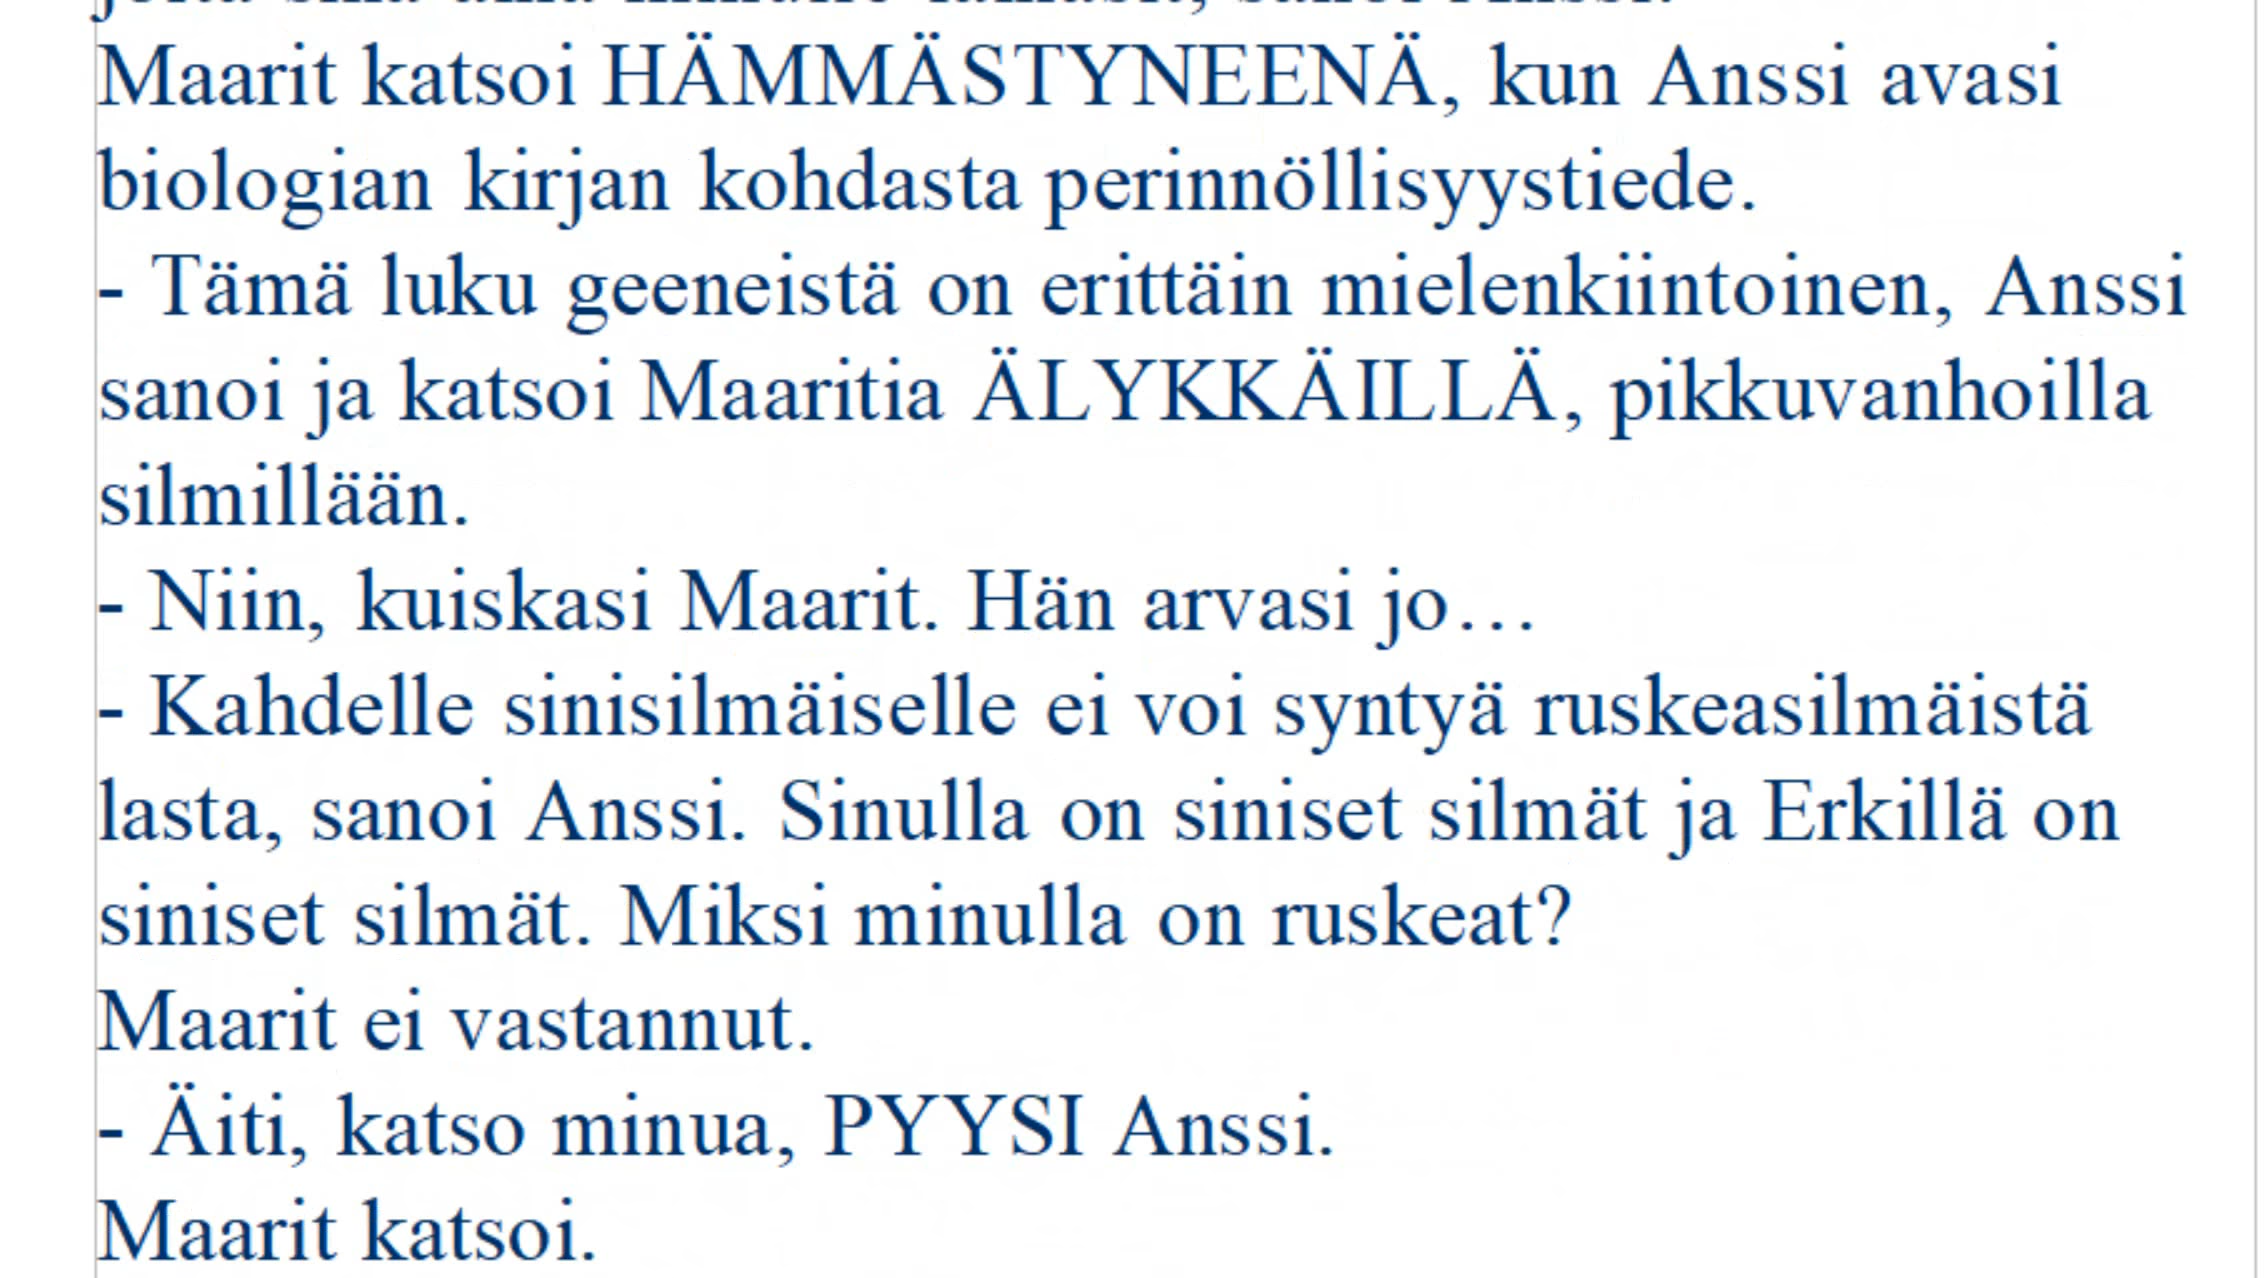 Maarit katsoi HÄMMÄSTYNEENÄ, kun Anssi avasi
biologian kirjan kohdasta perinnöllisyystiede.
- Tämä luku geeneistä on erittäin mielenkiintoinen, Anssi
sanoi ja katsoi Maaritia ÄLYKKÄILLÄ, pikkuvanhoilla
silmillään.
- Niin, kuiskasi Maarit. Hän arvasi jo…
- Kahdelle sinisilmäiselle ei voi syntyä ruskeasilmäistä
lasta, sanoi Anssi. Sinulla on siniset silmät ja Erkillä on
siniset silmät. Miksi minulla on ruskeat?
Maarit ei vastannut.
- Äiti, katso minua, PYYSI Anssi.
Maarit katsoi.